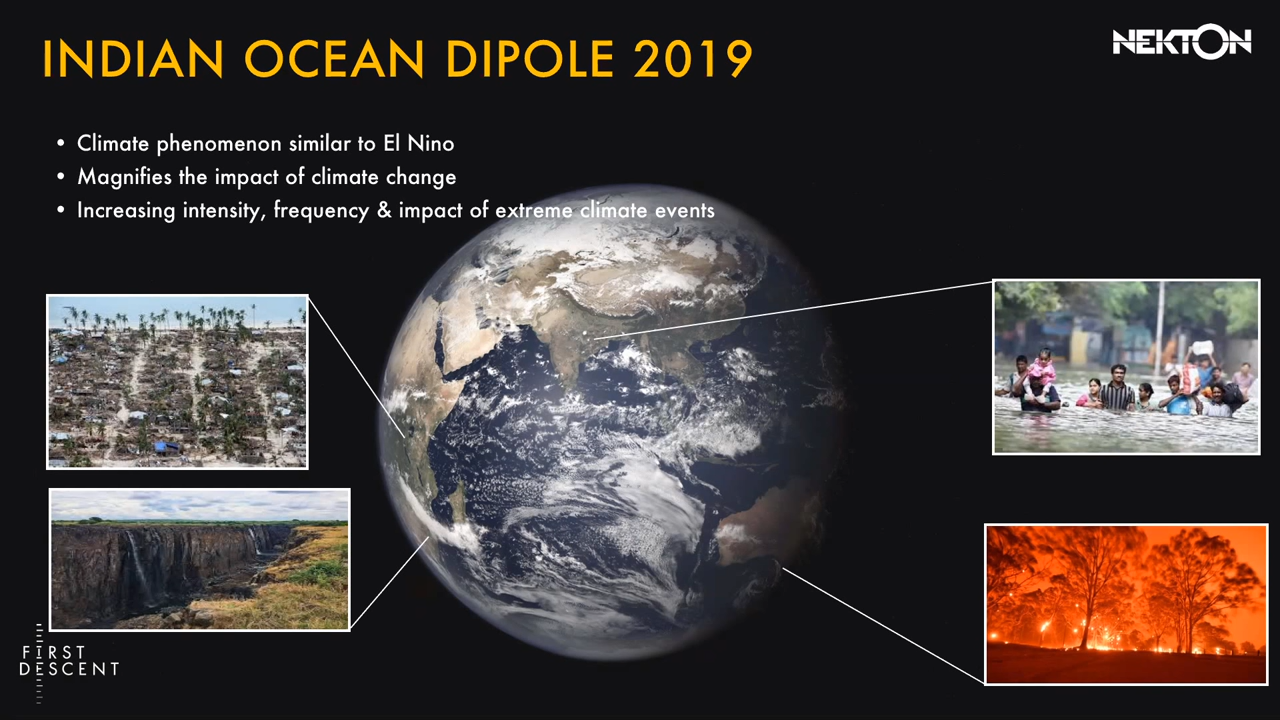 INDIAN OCEAN DIPOLE 2019
NEKTON
• Climate phenomenon similar to El Nino
• Magnifies the impact of climate change
• Increasing intensity, frequency & impact of extreme climate events
FIRST
DESCENT